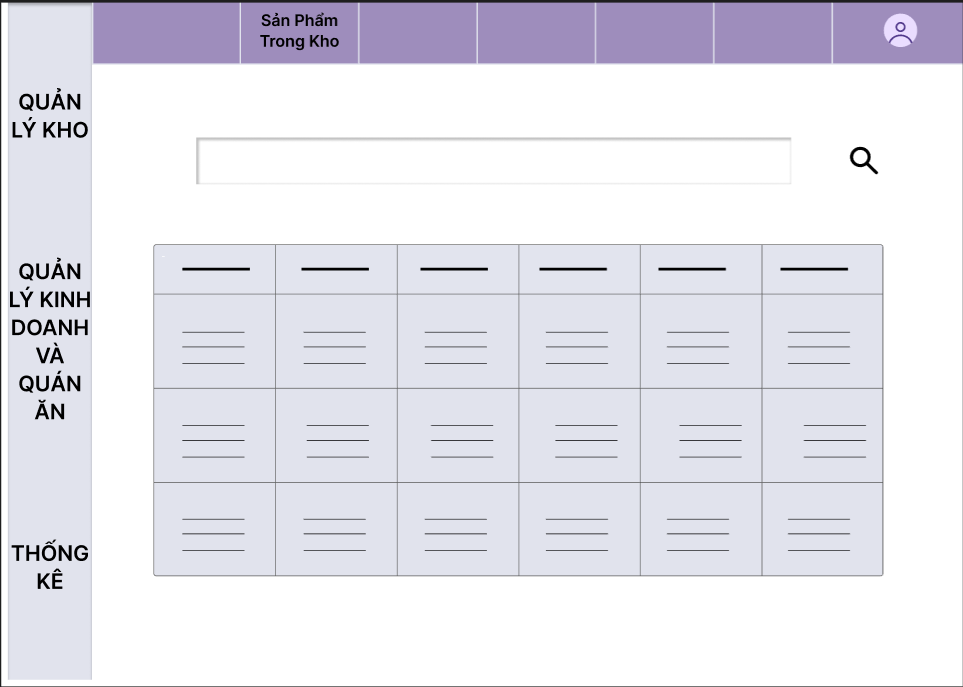 Sản Phẩm
Trong Kho
QUẢN
LÝ KHO
QUẢN
LÝ KINH
DOANH
VÀ
QUÁN
ĂN
THỐNG
KÊ